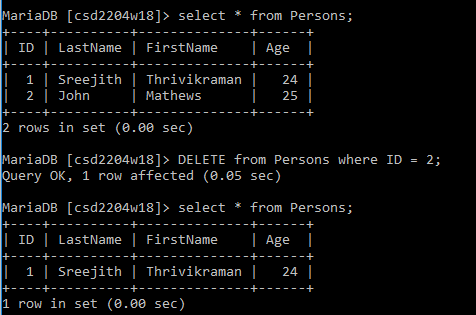 MariaDB [csd2204w18]> select * from Persons;
+----+-----------+--------------+------+
| ID | LastName  | FirstName    | Age  |
+----+-----------+--------------+------+
|  1 | Sreejith  | Thrivikraman |   24 |
|  2 | John      | Mathews      |   25 |
+----+-----------+--------------+------+
2 rows in set (0.00 sec)
MariaDB [csd2204w18]> DELETE from Persons where ID = 2;
Query OK, 1 row affected (0.05 sec)
MariaDB [csd2204w18]> select * from Persons;
+----+-----------+--------------+------+
| ID | LastName  | FirstName    | Age  |
+----+-----------+--------------+------+
|  1 | Sreejith  | Thrivikraman |   24 |
+----+-----------+--------------+------+
1 row in set (0.00 sec)